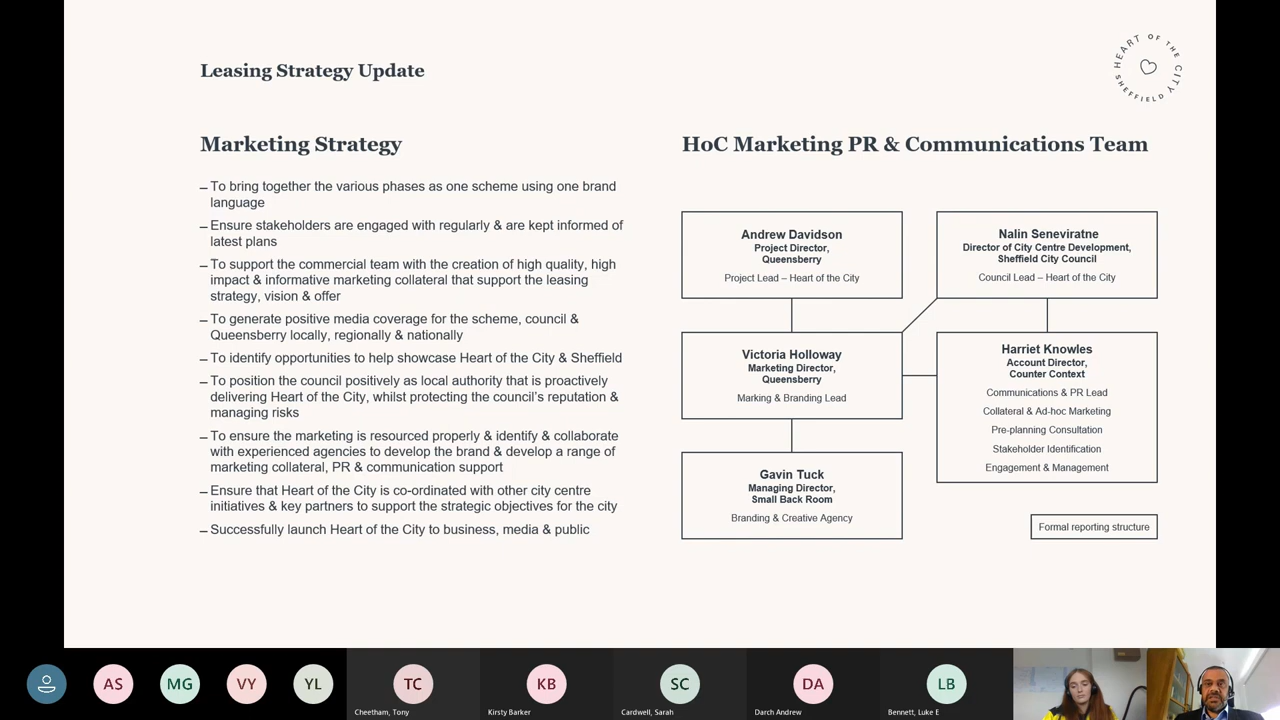 Leasing Strategy Update
HEART OF THE CITY
SHEFFIELD
Marketing Strategy
– To bring together the various phases as one scheme using one brand
language
– Ensure stakeholders are engaged with regularly & are kept informed of
latest plans
– To support the commercial team with the creation of high quality, high
impact & informative marketing collateral that support the leasing
strategy, vision & offer
– To generate positive media coverage for the scheme, council &
Queensberry locally, regionally & nationally
– To identify opportunities to help showcase Heart of the City & Sheffield
– To position the council positively as local authority that is proactively
delivering Heart of the City, whilst protecting the council's reputation &
managing risks
– To ensure the marketing is resourced properly & identify & collaborate
with experienced agencies to develop the brand & develop a range of
marketing collateral, PR & communication support
– Ensure that Heart of the City is co-ordinated with other city centre
initiatives & key partners to support the strategic objectives for the city
– Successfully launch Heart of the City to business, media & public
HoC Marketing PR & Communications Team
Andrew Davidson
Project Director,
Queensberry
Project Lead – Heart of the City
Nalin Seneviratne
Director of City Centre Development,
Sheffield City Council
Council Lead – Heart of the City
Victoria Holloway
Marketing Director,
Queensberry
Marking & Branding Lead
Harriet Knowles
Account Director,
Counter Context
Communications & PR Lead
Collateral & Ad-hoc Marketing
Pre-planning Consultation
Stakeholder Identification
Engagement & Management
Gavin Tuck
Managing Director,
Small Back Room
Branding & Creative Agency
Formal reporting structure
AS
MG
VY
YL
TC
KB
SC
DA
LB
Cheetham, Tony
Kirsty Barker
Cardwell, Sarah
Darch Andrew
Bennett, Luke E